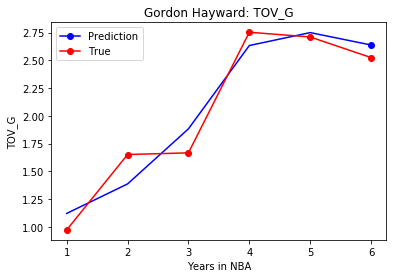 Gordon Hayward: TOV_G
Prediction
True
2.75
2.50
2.25
2.00
1.75
1.50
1.25
1.00
TOV_G
1 2 3 4 5 6
Years in NBA